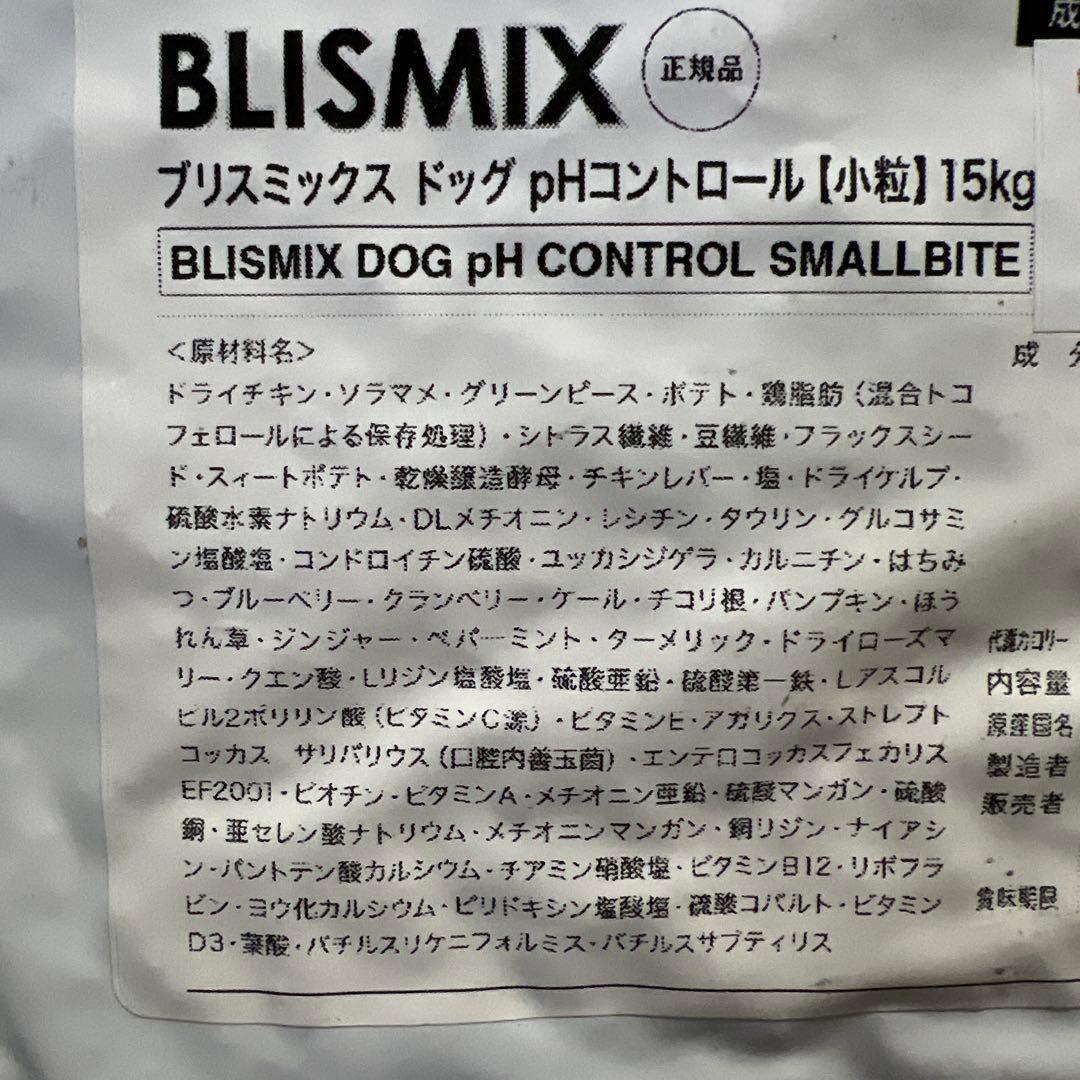 BLISMIX
正規品
ブリスミックス ドッグ pHコントロール【小粒】15kg
BLISMIX DOG pH CONTROL SMALLBITE
<原材料名>
ドライチキン・ソラマメ・グリーンピース・ポテト・鶏脂肪（混合トコ
フェロールによる保存処理）・シトラス繊維・豆繊維・フラックスシー
ド・スィートポテト・乾燥醸造酵母・チキンレバー・塩・ドライケルプ・
硫酸水素ナトリウム・DLメチオニン・レシチン・タウリン・グルコサミ
ン塩酸塩・コンドロイチン硫酸・ユッカシジゲラ・カルニチン・はちみ
つ・ブルーベリー・クランベリー・ケール・チコリ根・パンプキン・ほう
れん草・ジンジャー・ペパーミント・ターメリック・ドライローズマ
リー・クエン酸・Lリジン塩酸塩・硫酸亜鉛・硫酸第一鉄・Lアスコル
ビル2ポリリン酸（ビタミンC源）・ビタミンE・アガリクス・ストレプト
コッカス サリバリウス（口腔内善玉菌）・エンテロコッカスフェカリス
EF2001・ビオチン・ビタミンA・メチオニン亜鉛・硫酸マンガン・硫酸
銅・亜セレン酸ナトリウム・メチオニンマンガン・銅リジン・ナイアシ
ン・パントテン酸カルシウム・チアミン硝酸塩・ビタミンB12・リボフラ
ビン・ヨウ化カルシウム・ピリドキシン塩酸塩・硫酸コバルト・ビタミン
D3・葉酸・バチルスリケニフォルミス・バチルスサブティリス
成
成
代謝カロリー
内容量
原産国名
製造者
販売者
賞味期限